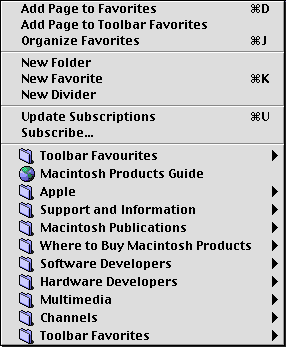 Add Page to Favorites ⌘D
Add Page to Toolbar Favorites
Organize Favorites ⌘J
New Folder
New Favorite ⌘K
New Divider
Update Subscriptions ⌘U
Subscribe...
Toolbar Favourites
Macintosh Products Guide
Apple
Support and Information
Macintosh Publications
Where to Buy Macintosh Products
Software Developers
Hardware Developers
Multimedia
Channels
Toolbar Favorites